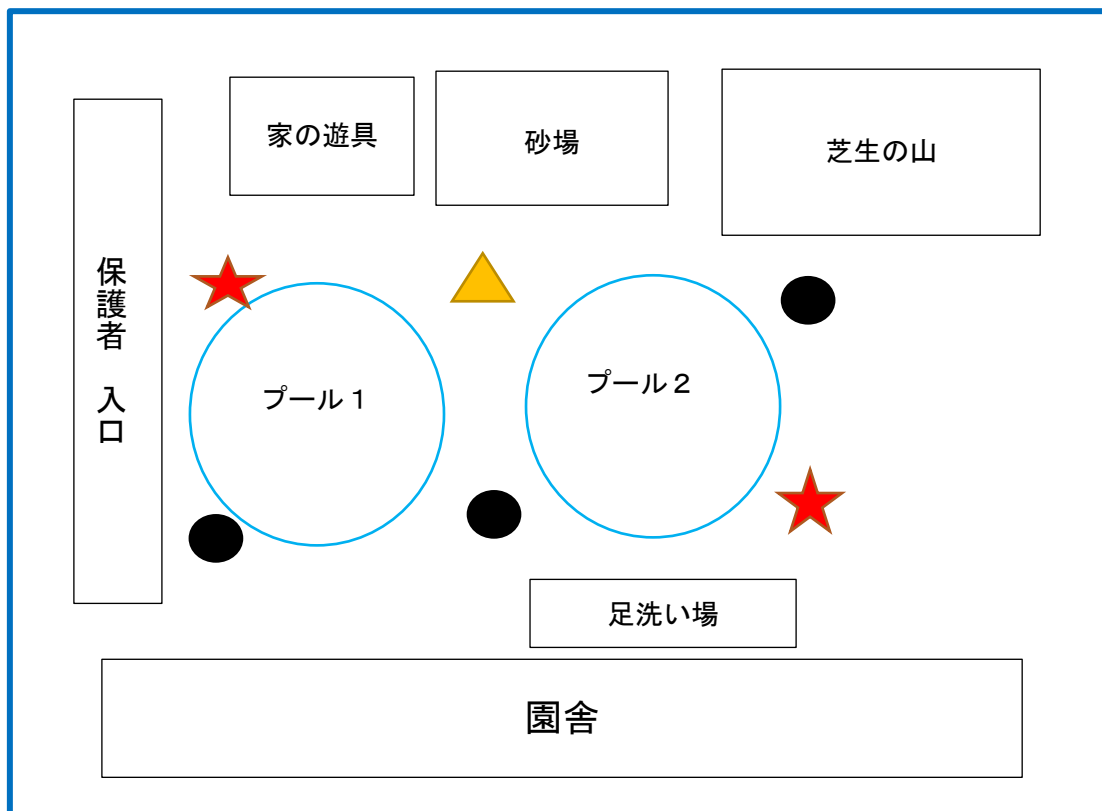 家の遊具
砂場
芝生の山
保護者　入口
プール１
プール２
足洗い場
園舎